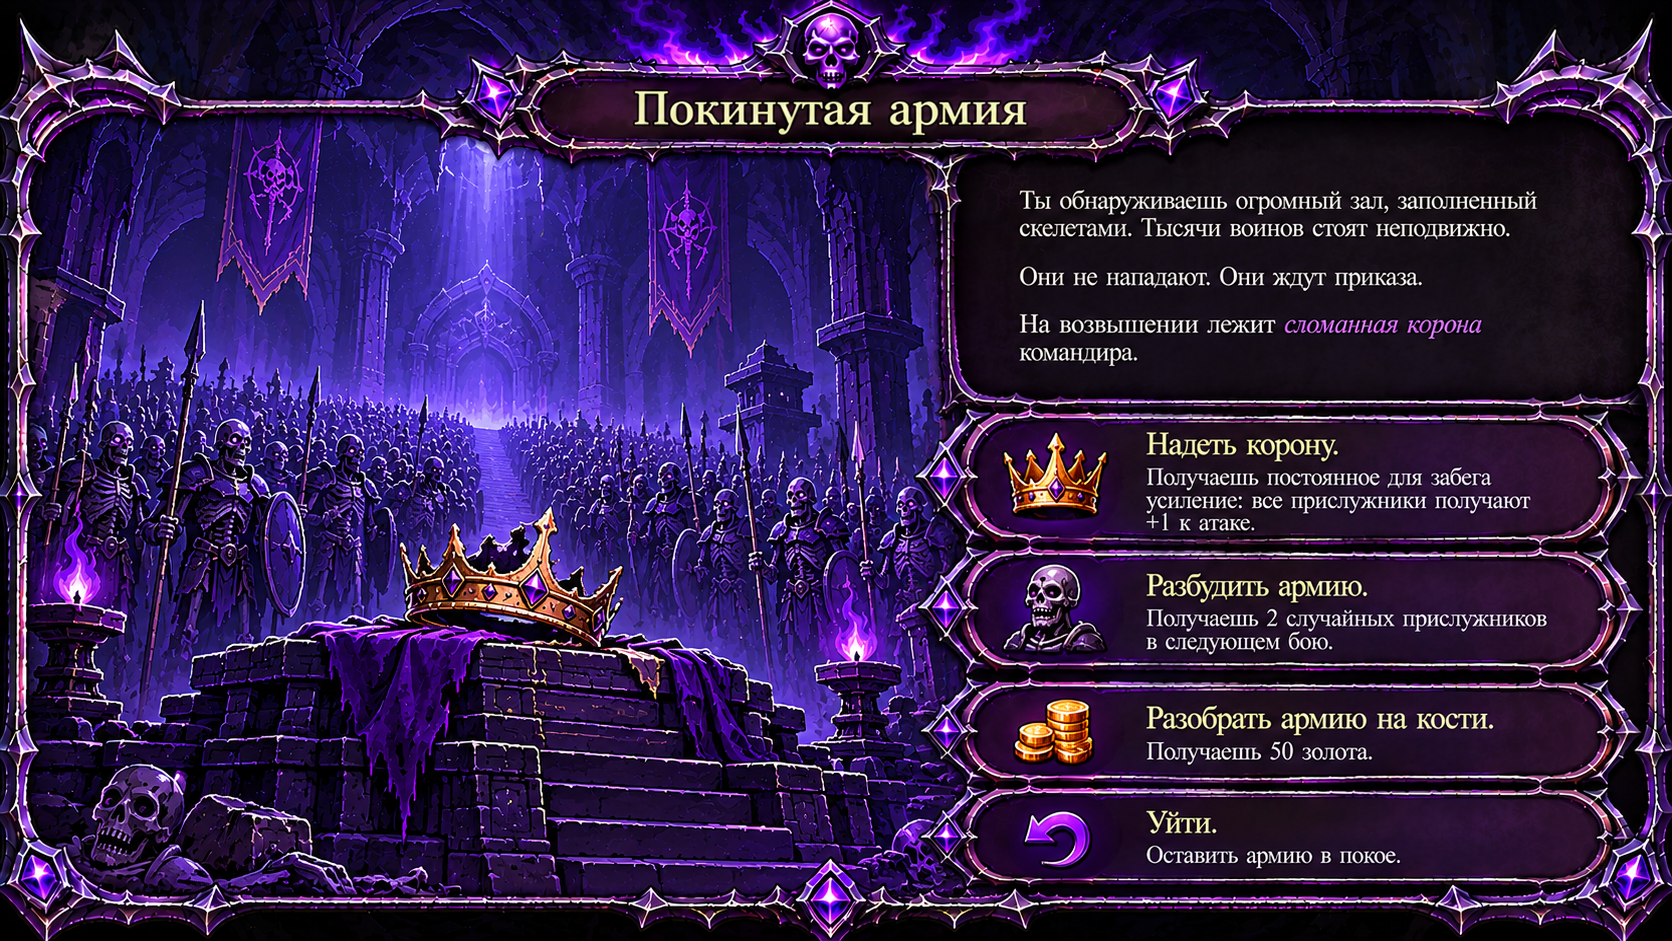 Покинутая армия
Ты обнаруживаешь огромный зал, заполненный
скелетами. Тысячи воинов стоят неподвижно.
Они не нападают. Они ждут приказа.
На возвышении лежит сломанная корона
командира.
Надеть корону.
Получаешь постоянное для забега
усиление: все прислужники получают
+1 к атаке.
Разбудить армию.
Получаешь 2 случайных прислужников
в следующем бою.
Разобрать армию на кости.
Получаешь 50 золота.
Уйти.
Оставить армию в покое.